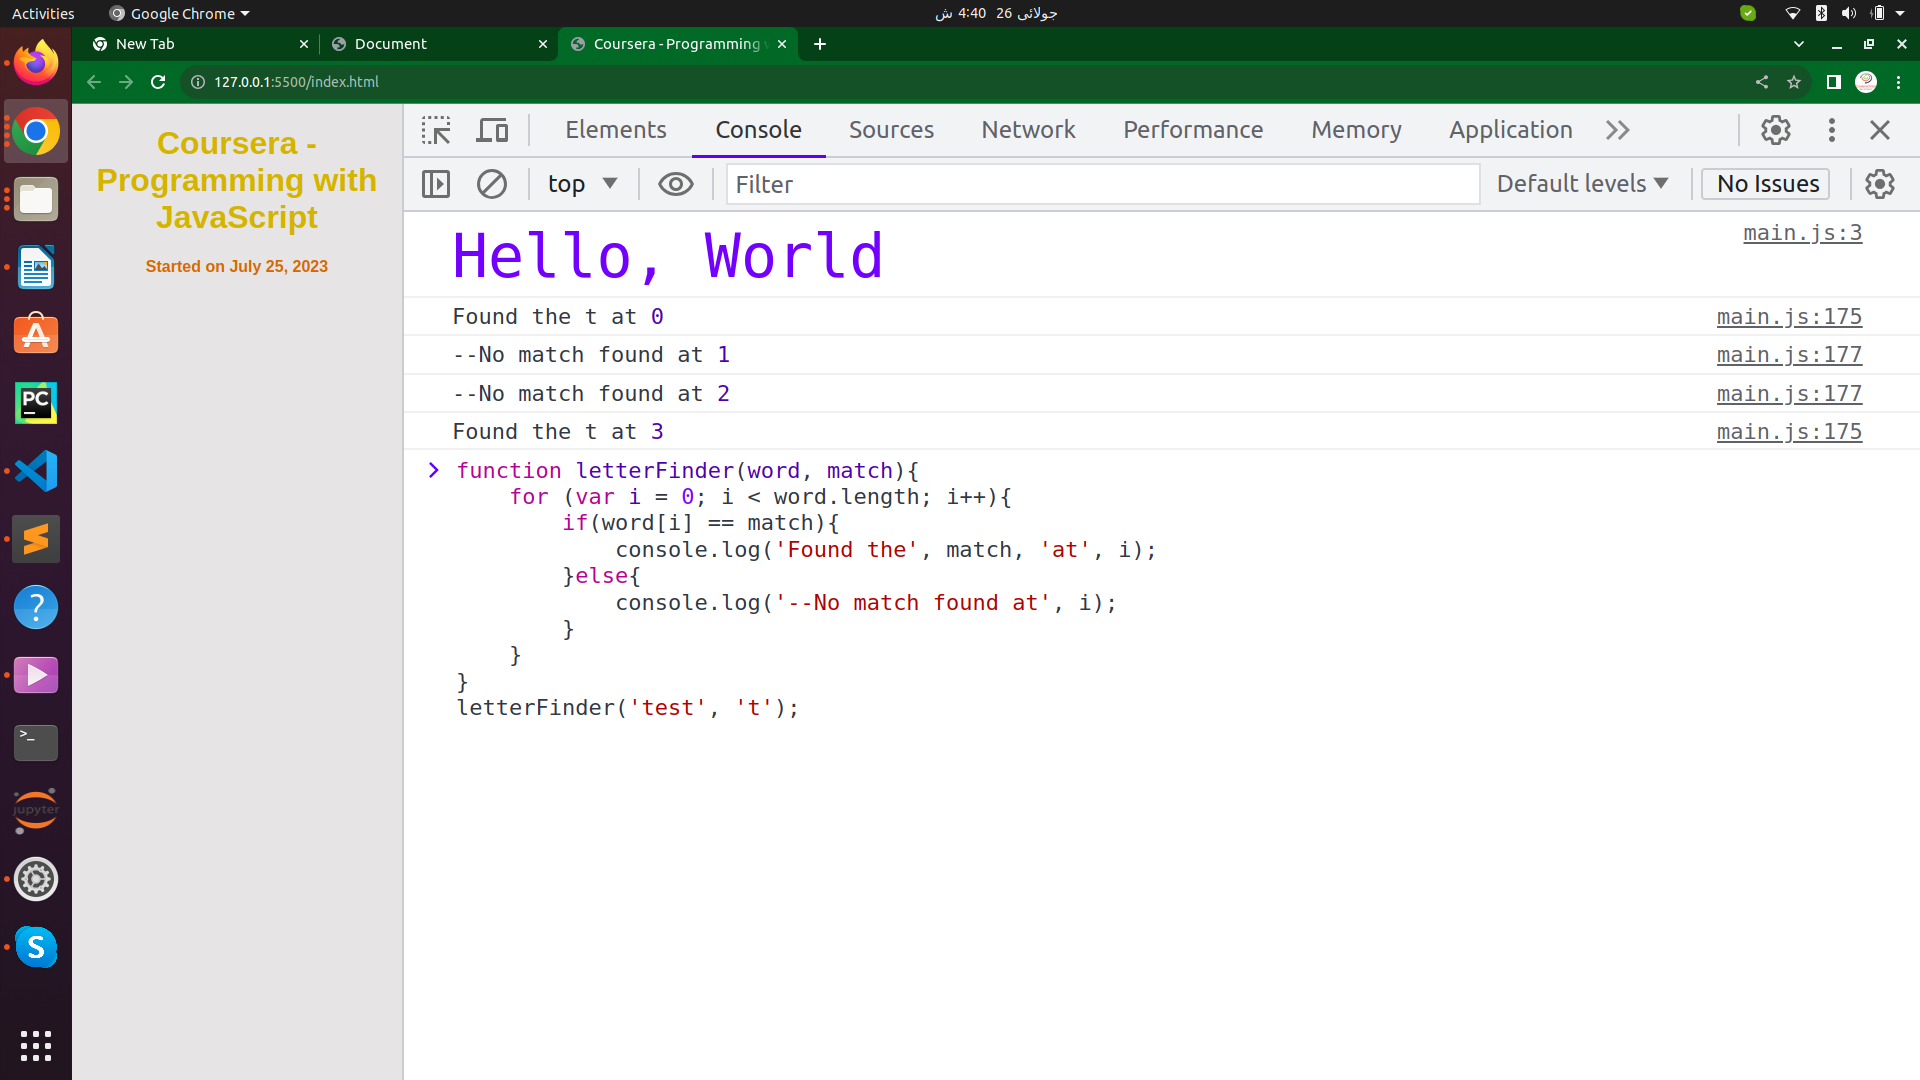 Activities
Google Chrome
جولائی 26  4:40 ش
New Tab
Document
Coursera - Programming
127.0.0.1:5500/index.html
Coursera -
Programming with
JavaScript
Started on July 25, 2023
Elements
Console
Sources
Network
Performance
Memory
Application
top
Filter
Default levels
No Issues
Hello, World
main.js:3
Found the t at 0
main.js:175
--No match found at 1
main.js:177
--No match found at 2
main.js:177
Found the t at 3
main.js:175
function letterFinder(word, match){
    for (var i = 0; i < word.length; i++){
        if(word[i] == match){
            console.log('Found the', match, 'at', i);
        }else{
            console.log('--No match found at', i);
        }
    }
}
letterFinder('test', 't');
PC
>_
jupyter
S